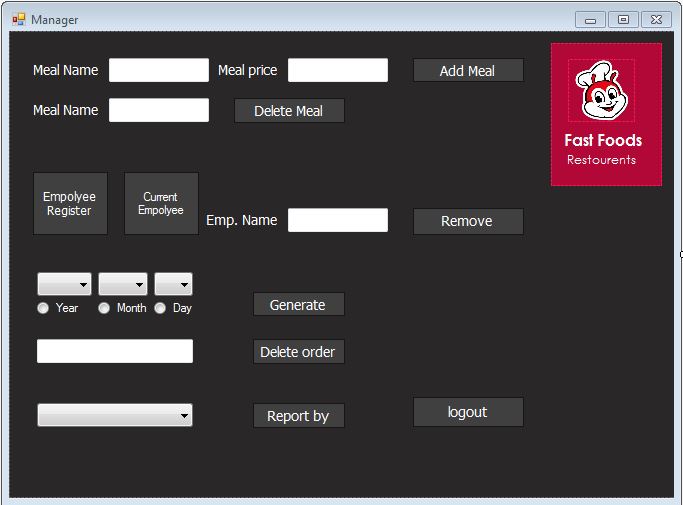 Manager
Meal Name
Meal price
Add Meal
Meal Name
Delete Meal
Fast Foods
Restourents
Empolyee
Register
Current
Empolyee
Emp. Name
Remove
Year
Month
Day
Generate
Delete order
Report by
logout